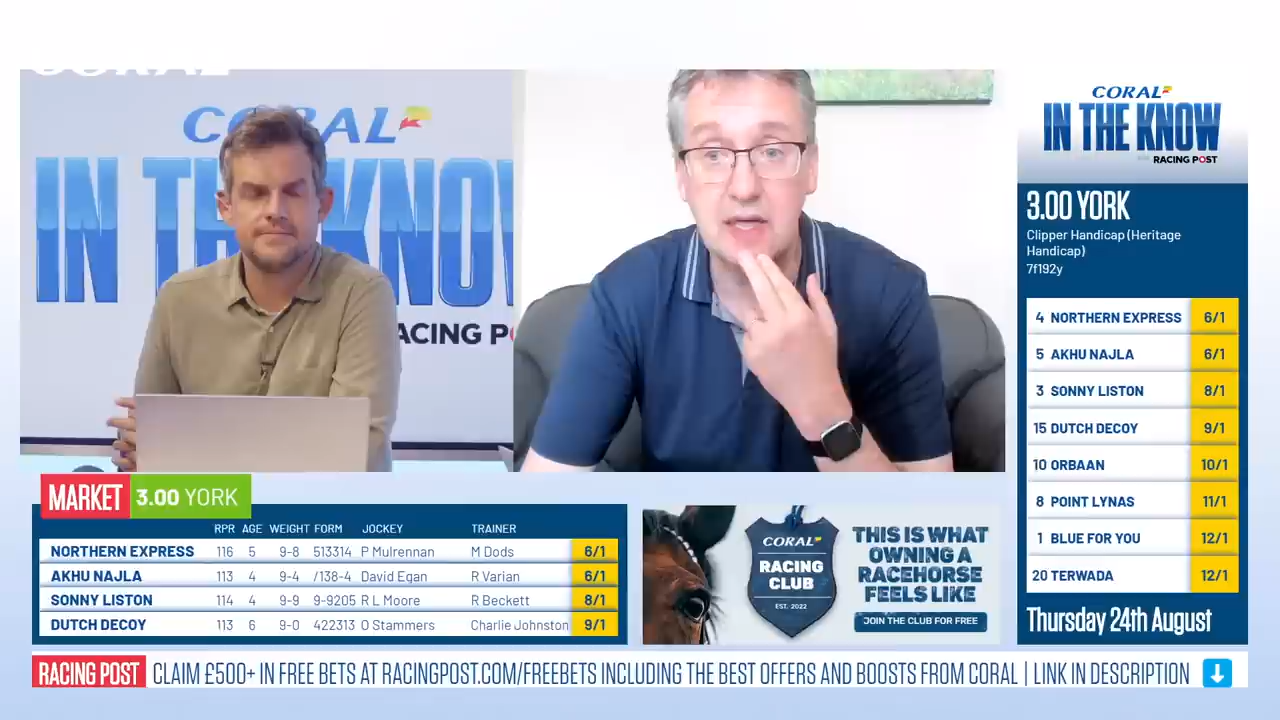 CORAL
CORAL
IN THE KNOW
RACING P
CORAL
IN THE KNOW
RACING POST
3.00 YORK
Clipper Handicap (Heritage
Handicap)
7f192y
4 NORTHERN EXPRESS 6/1
5 AKHU NAJLA 6/1
3 SONNY LISTON 8/1
15 DUTCH DECOY 9/1
10 ORBAAN 10/1
8 POINT LYNAS 11/1
1 BLUE FOR YOU 12/1
20 TERWADA 12/1
Thursday 24th August
MARKET 3.00 YORK
RPR AGE WEIGHT FORM JOCKEY TRAINER
NORTHERN EXPRESS 116 5 9-8 513314 P Mulrennan M Dods 6/1
AKHU NAJLA 113 4 9-4 /138-4 David Egan R Varian 6/1
SONNY LISTON 114 4 9-9 9-9205 R L Moore R Beckett 8/1
DUTCH DECOY 113 6 9-0 422313 O Stammers Charlie Johnston 9/1
CORAL
RACING
CLUB
EST. 2022
THIS IS WHAT
OWNING A
RACEHORSE
FEELS LIKE
JOIN THE CLUB FOR FREE
RACING POST CLAIM £500+ IN FREE BETS AT RACINGPOST.COM/FREEBETS INCLUDING THE BEST OFFERS AND BOOSTS FROM CORAL | LINK IN DESCRIPTION